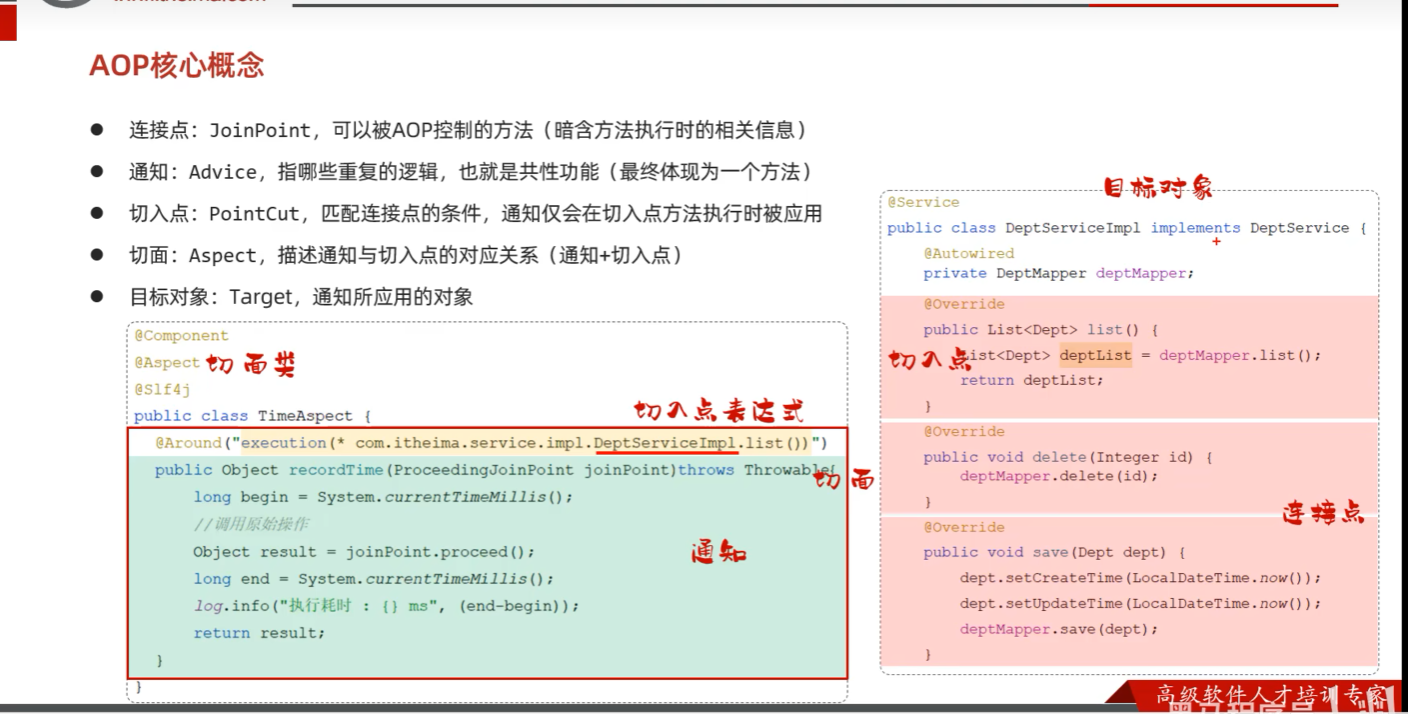 AOP核心概念
● 连接点：JoinPoint，可以被AOP控制的方法（暗含方法执行时的相关信息）
● 通知：Advice，指哪些重复的逻辑，也就是共性功能（最终体现为一个方法）
● 切入点：PointCut，匹配连接点的条件，通知仅会在切入点方法执行时被应用
● 切面：Aspect，描述通知与切入点的对应关系（通知+切入点）
● 目标对象：Target，通知所应用的对象
@Component
@Aspect 切面类
@Slf4j
public class TimeAspect {
切入点表达式
@Around("execution(* com.itheima.service.impl.DeptServiceImpl.list())")
public Object recordTime(ProceedingJoinPoint joinPoint)throws Throwable{
切面
long begin = System.currentTimeMillis();
//调用原始操作
Object result = joinPoint.proceed();
通知
long end = System.currentTimeMillis();
log.info("执行耗时 : {} ms", (end-begin));
return result;
}
}
目标对象
@Service
public class DeptServiceImpl implements DeptService {
@Autowired
private DeptMapper deptMapper;
@Override
public List<Dept> list() {
切入点
List<Dept> deptList = deptMapper.list();
return deptList;
}
@Override
public void delete(Integer id) {
deptMapper.delete(id);
}
连接点
@Override
public void save(Dept dept) {
dept.setCreateTime(LocalDateTime.now());
dept.setUpdateTime(LocalDateTime.now());
deptMapper.save(dept);
}
高级软件人才培训专家